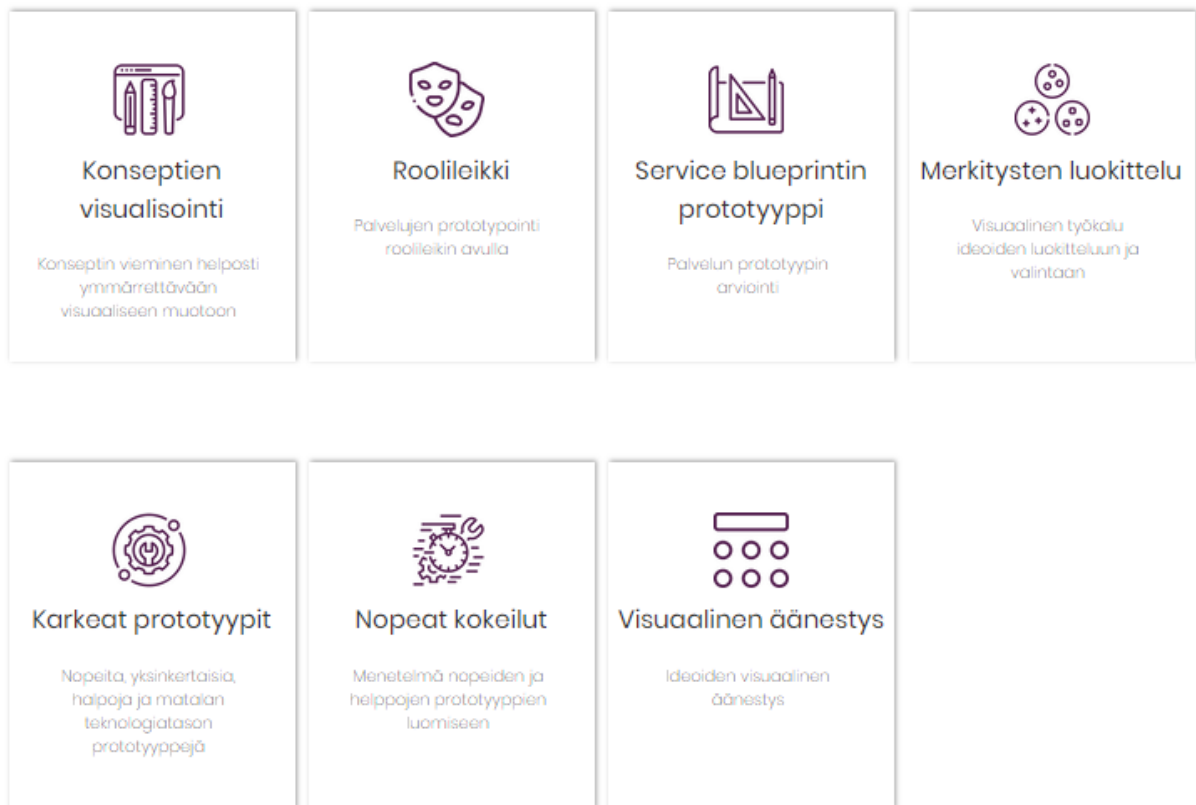 Konseptien
visualisointi
Konseptin vieminen helposti
ymmärrettävään
visuaaliseen muotoon
Roolileikki
Palvelujen prototypointi
roolileikin avulla
Service blueprintin
prototyyppi
Palvelun prototyypin
arviointi
Merkitysten luokittelu
Visuaalinen työkalu
ideoiden luokitteluun ja
valintaan
Karkeat prototyypit
Nopeita, yksinkertaisia,
halpoja ja matalan
teknologiatason
prototyyppejä
Nopeat kokeilut
Menetelmä nopeiden ja
helppojen prototyyppien
luomiseen
Visuaalinen äänestys
Ideoiden visuaalinen
äänestys